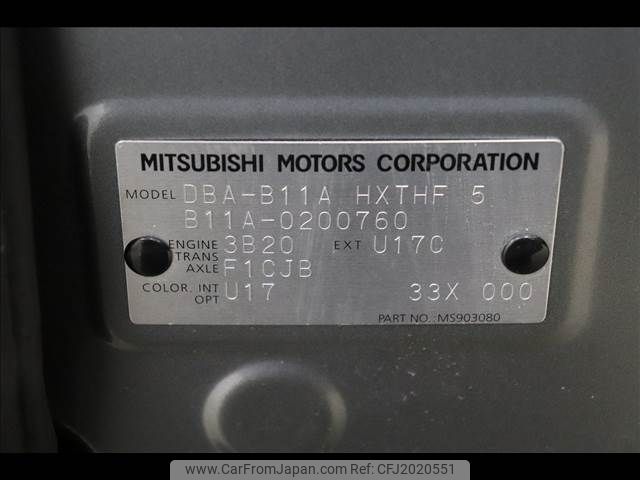 MITSUBISHI MOTORS CORPORATION
MODEL DBA-B11A HXTHF 5
B11A-0200760
ENGINE 3B20 EXT U17C
TRANS AXLE F1CJB
COLOR. INT OPT U17 33X 000
PART NO. MS903080
www.CarFromJapan.com Ref No: CFJ2020551